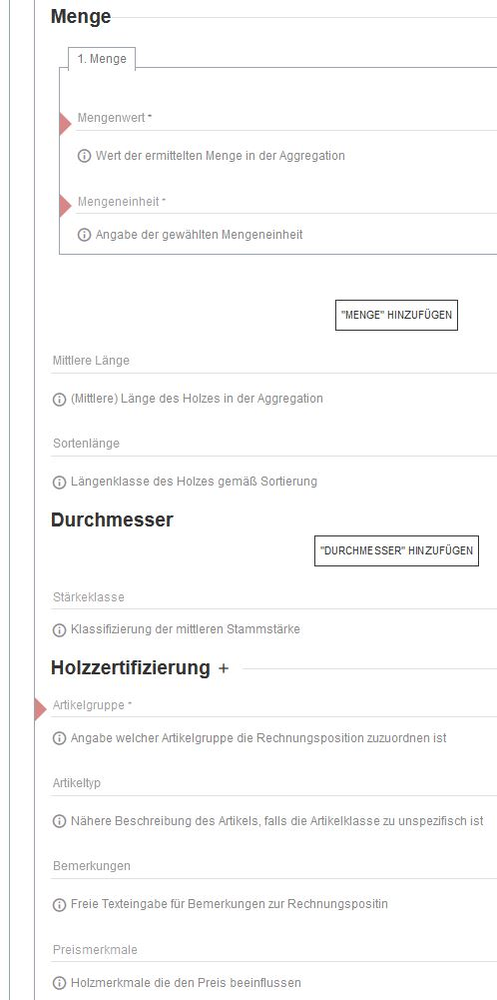 Menge
1. Menge
Mengenwert *
Wert der ermittelten Menge in der Aggregation
Mengeneinheit *
Angabe der gewählten Mengeneinheit
"MENGE" HINZUFÜGEN
Mittlere Länge
(Mittlere) Länge des Holzes in der Aggregation
Sortenlänge
Längenklasse des Holzes gemäß Sortierung
Durchmesser
"DURCHMESSER" HINZUFÜGEN
Stärkeklasse
Klassifizierung der mittleren Stammstärke
Holzzertifizierung +
Artikelgruppe *
Angabe welcher Artikelgruppe die Rechnungsposition zuzuordnen ist
Artikeltyp
Nähere Beschreibung des Artikels, falls die Artikelklasse zu unspezifisch ist
Bemerkungen
Freie Texteingabe für Bemerkungen zur Rechnungspositin
Preismerkmale
Holzmerkmale die den Preis beeinflussen